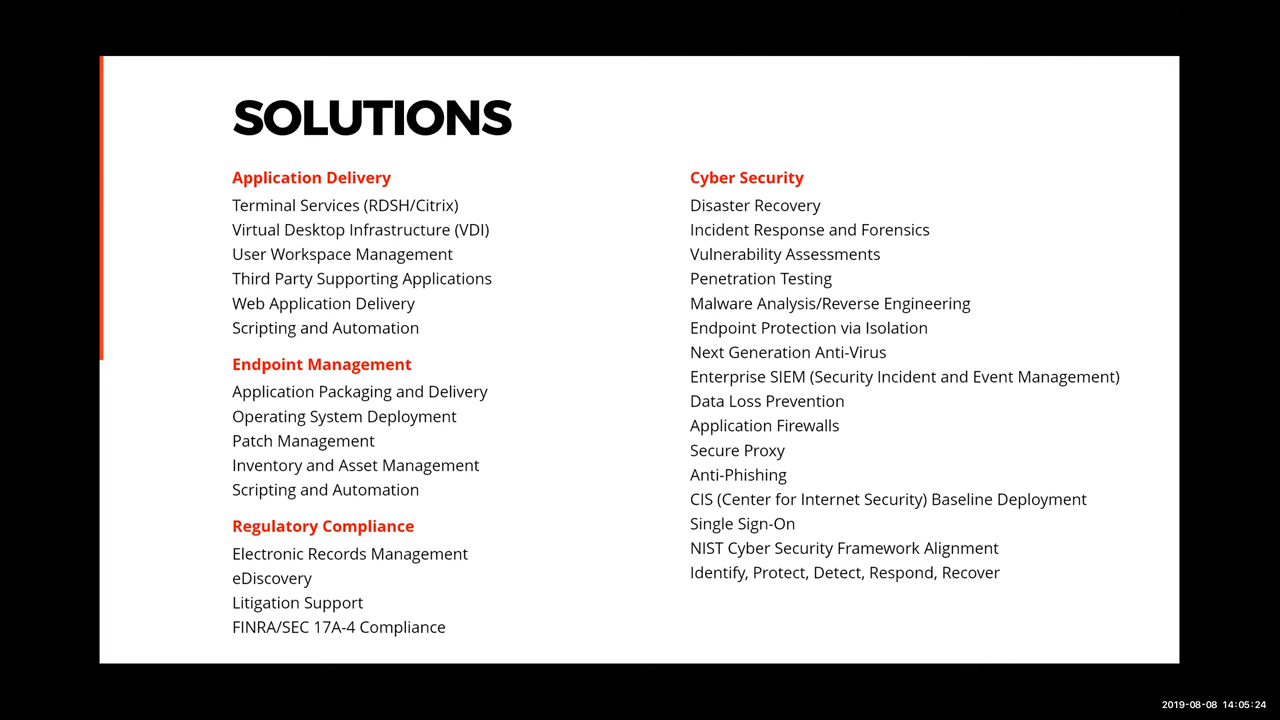 SOLUTIONS
Application Delivery
Terminal Services (RDSH/Citrix)
Virtual Desktop Infrastructure (VDI)
User Workspace Management
Third Party Supporting Applications
Web Application Delivery
Scripting and Automation
Endpoint Management
Application Packaging and Delivery
Operating System Deployment
Patch Management
Inventory and Asset Management
Scripting and Automation
Regulatory Compliance
Electronic Records Management
eDiscovery
Litigation Support
FINRA/SEC 17A-4 Compliance
Cyber Security
Disaster Recovery
Incident Response and Forensics
Vulnerability Assessments
Penetration Testing
Malware Analysis/Reverse Engineering
Endpoint Protection via Isolation
Next Generation Anti-Virus
Enterprise SIEM (Security Incident and Event Management)
Data Loss Prevention
Application Firewalls
Secure Proxy
Anti-Phishing
CIS (Center for Internet Security) Baseline Deployment
Single Sign-On
NIST Cyber Security Framework Alignment
Identify, Protect, Detect, Respond, Recover
2019-08-08 14:05:24